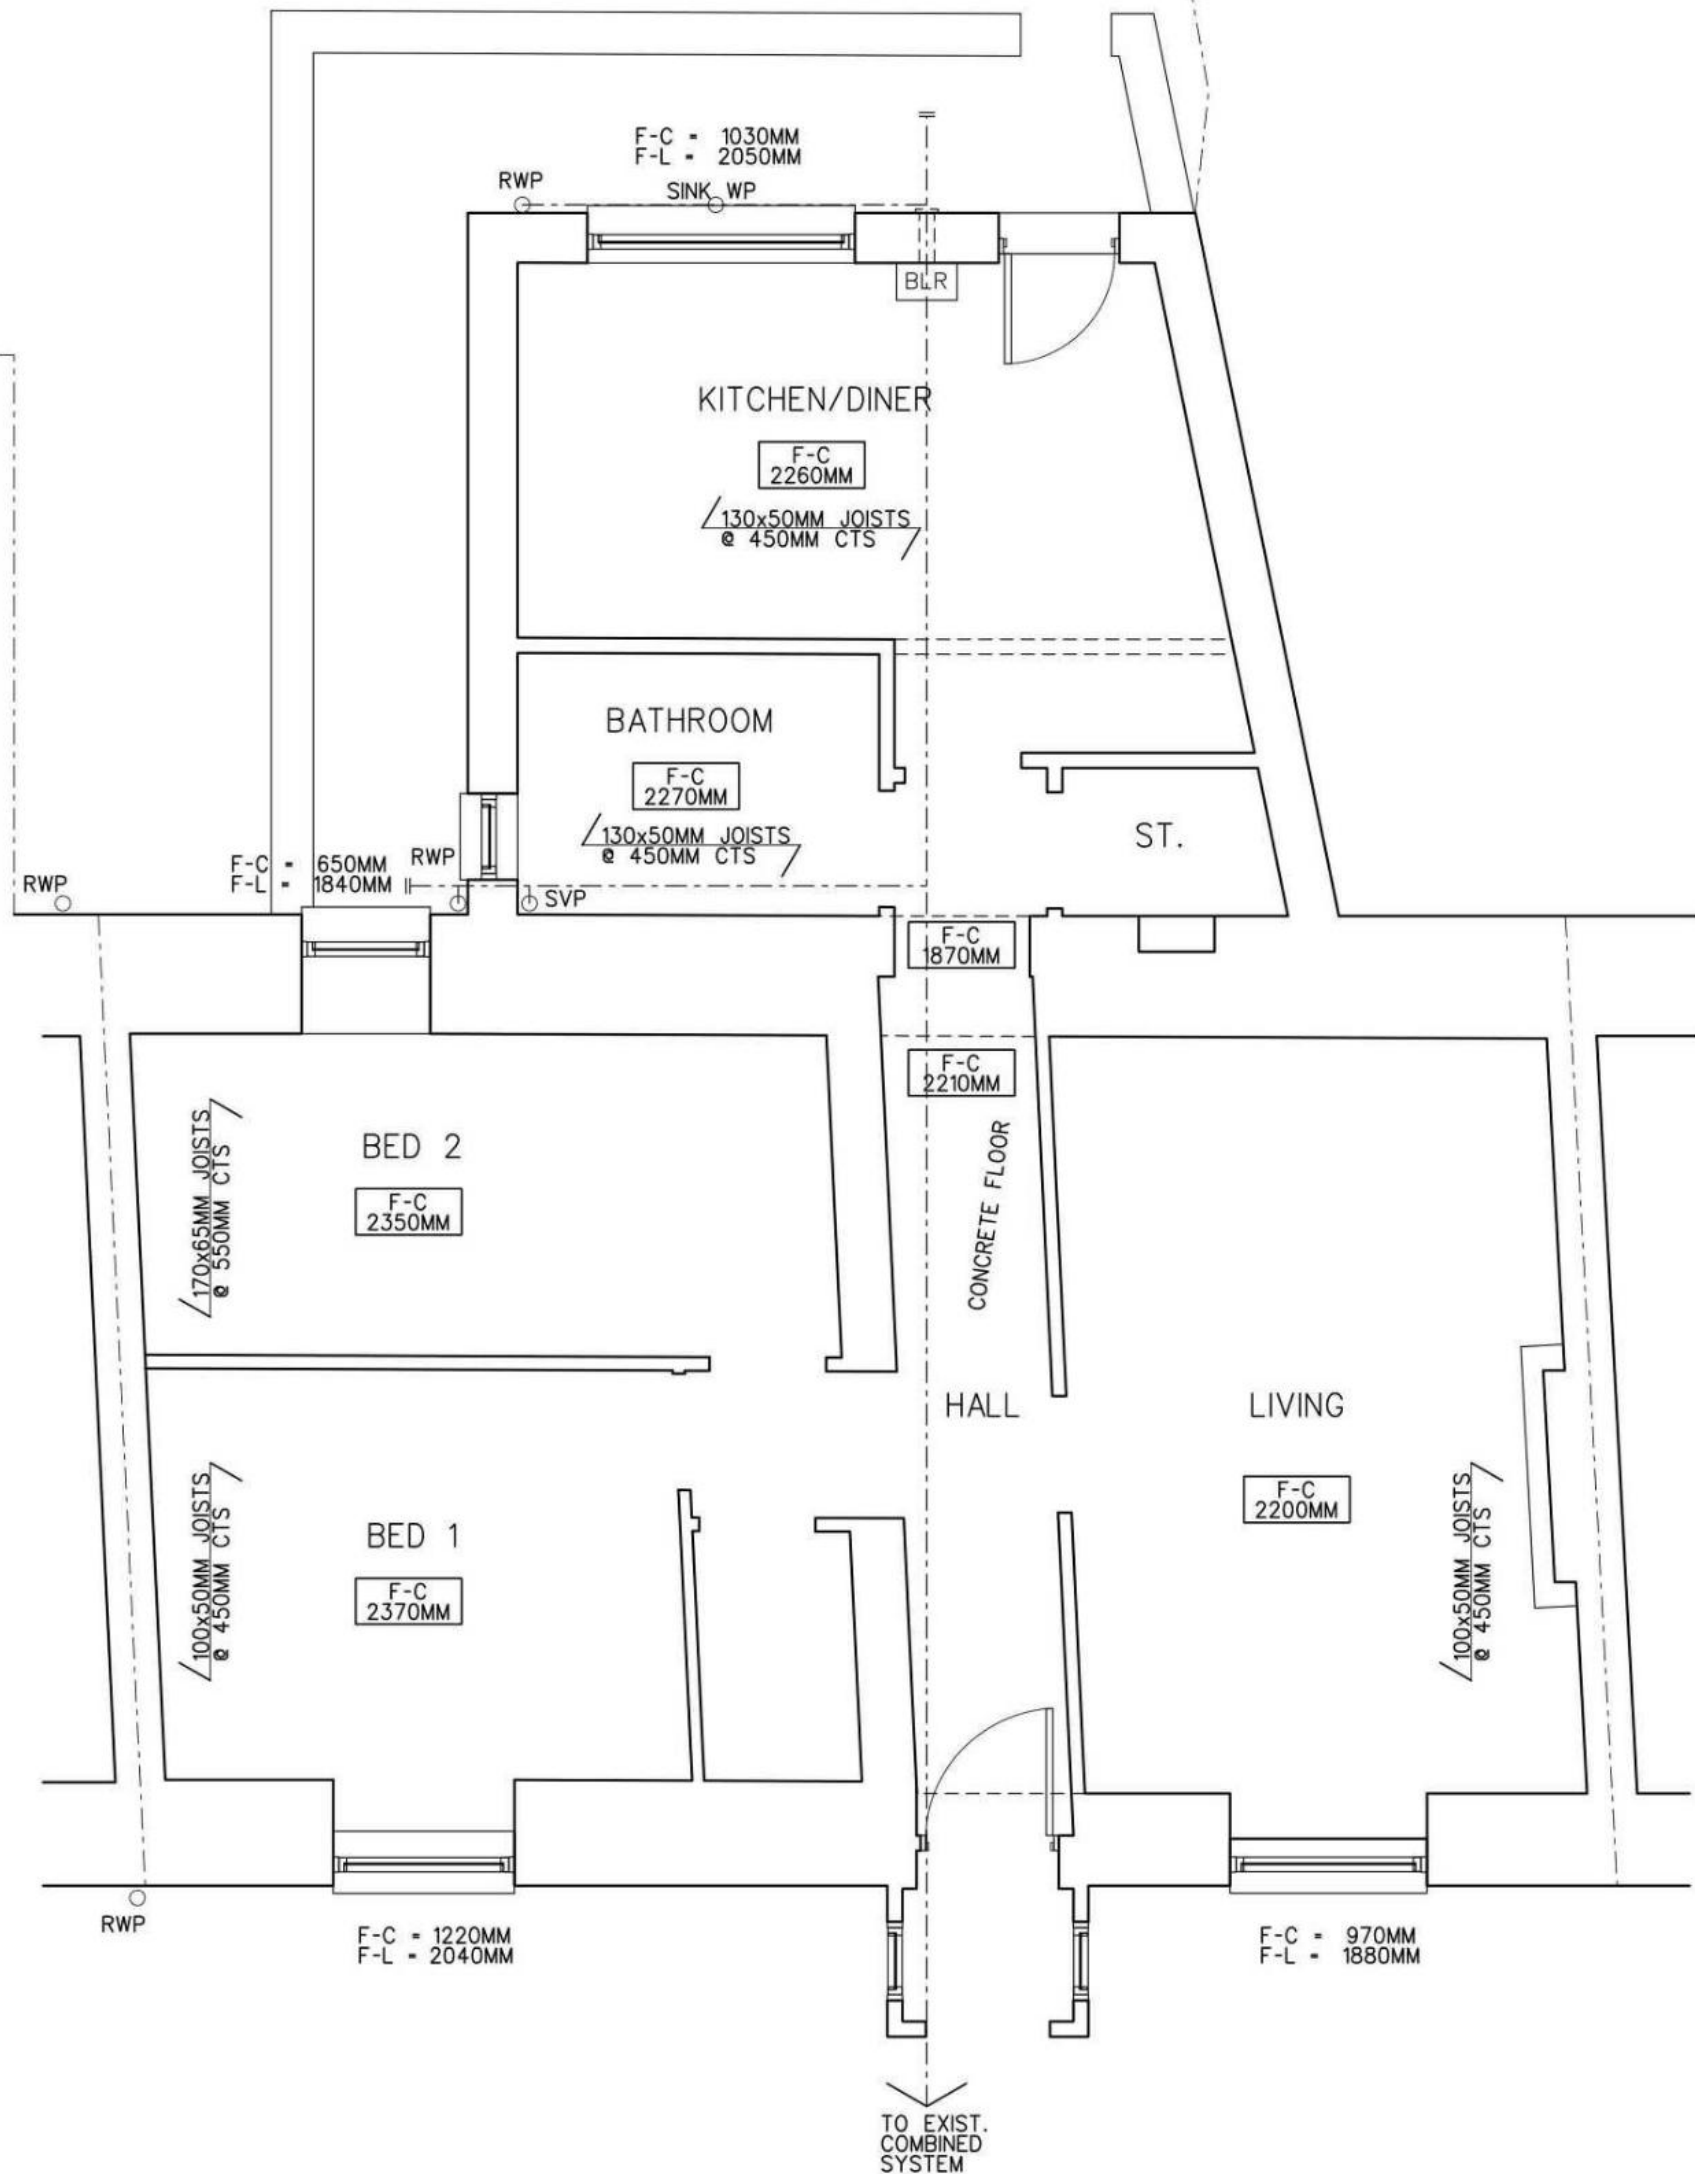 F-C = 1030MM
F-L = 2050MM
RWP
SINK WP
BLR
KITCHEN/DINER
F-C
2260MM
130x50MM JOISTS
@ 450MM CTS
BATHROOM
F-C
2270MM
130x50MM JOISTS
@ 450MM CTS
ST.
F-C = 650MM
F-L = 1840MM
RWP
RWP
SVP
F-C
1870MM
F-C
2210MM
CONCRETE FLOOR
BED 2
F-C
2350MM
170x65MM JOISTS
@ 550MM CTS
HALL
LIVING
F-C
2200MM
100x50MM JOISTS
@ 450MM CTS
BED 1
F-C
2370MM
100x50MM JOISTS
@ 450MM CTS
RWP
F-C = 1220MM
F-L = 2040MM
F-C = 970MM
F-L = 1880MM
TO EXIST.
COMBINED
SYSTEM